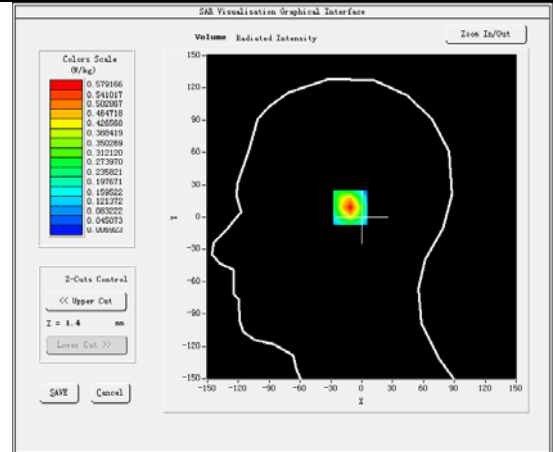 SAR Visualisation Graphical Interface
Volume Radiated Intensity
Zoom In/Out
Colors Scale
(W/kg)
0.579166
0.541017
0.502867
0.464718
0.426568
0.388419
0.350269
0.312120
0.273970
0.235821
0.197671
0.159522
0.121372
0.083222
0.045073
0.006923
Z-Cuts Control
<< Upper Cut
Z = 1.4 mm
Lower Cut >>
SAVE Cancel
150
120
90
60
30
0
-30
-60
-90
-120
-150
Y
-150 -120 -90 -60 -30 0 30 60 90 120 150
X